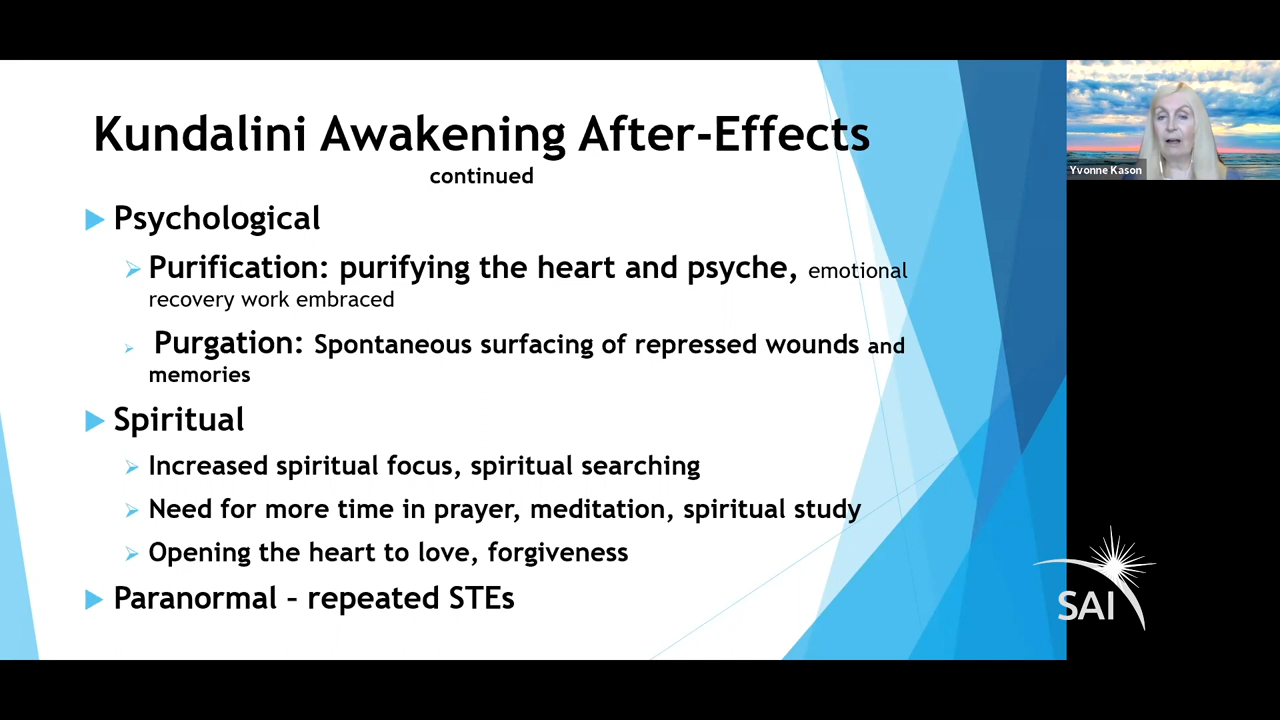 Kundalini Awakening After-Effects
continued
Psychological
Purification: purifying the heart and psyche, emotional
recovery work embraced
Purgation: Spontaneous surfacing of repressed wounds and
memories
Spiritual
Increased spiritual focus, spiritual searching
Need for more time in prayer, meditation, spiritual study
Opening the heart to love, forgiveness
Paranormal – repeated STEs
Yvonne Kason
SAI